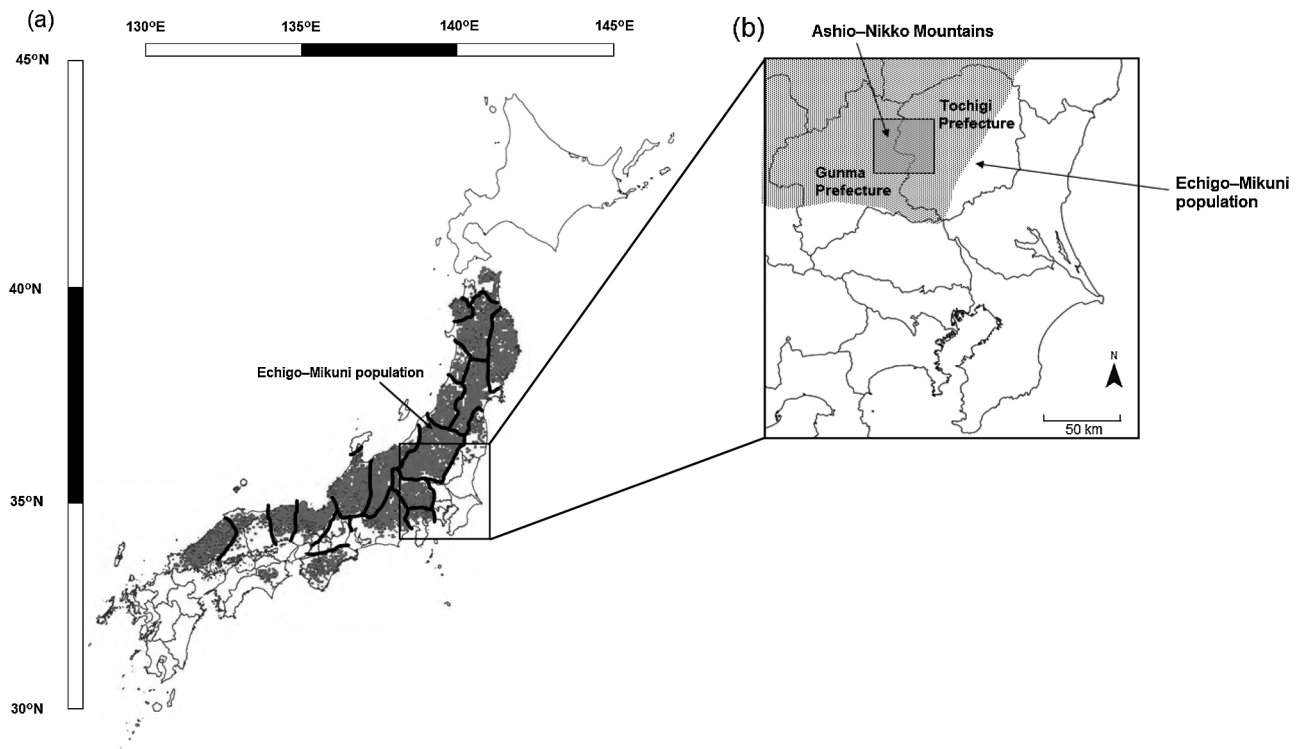 (a)
130°E
135°E
140°E
145°E
45°N
40°N
35°N
30°N
Echigo–Mikuni population
(b)
Ashio–Nikko Mountains
Tochigi
Prefecture
Gunma
Prefecture
Echigo–Mikuni
population
N
50 km